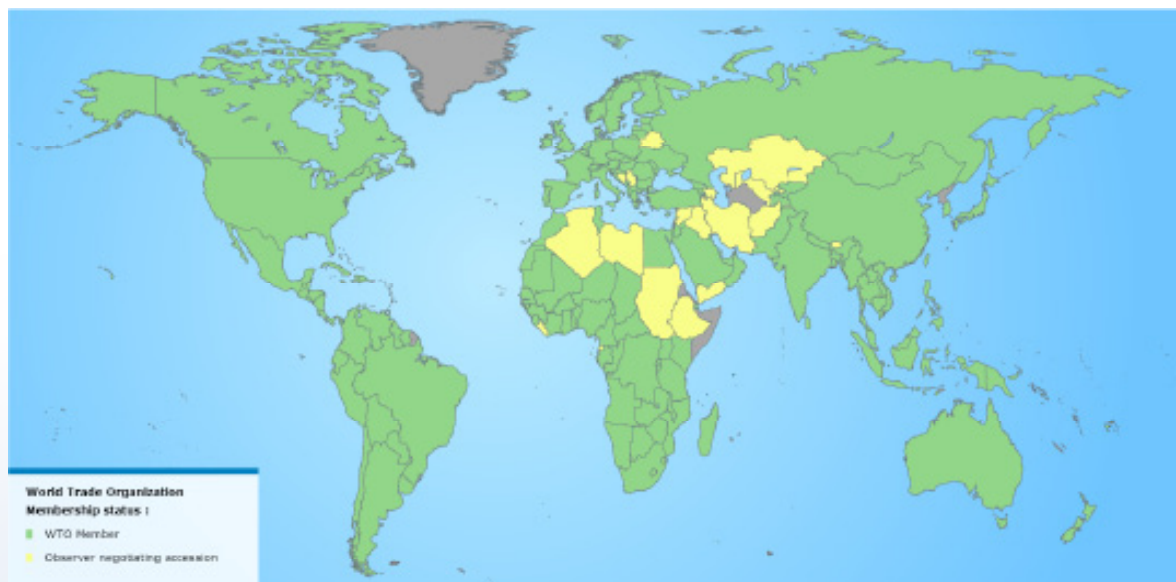 World Trade Organization
Membership status :
WTO Member
Observer negotiating accession